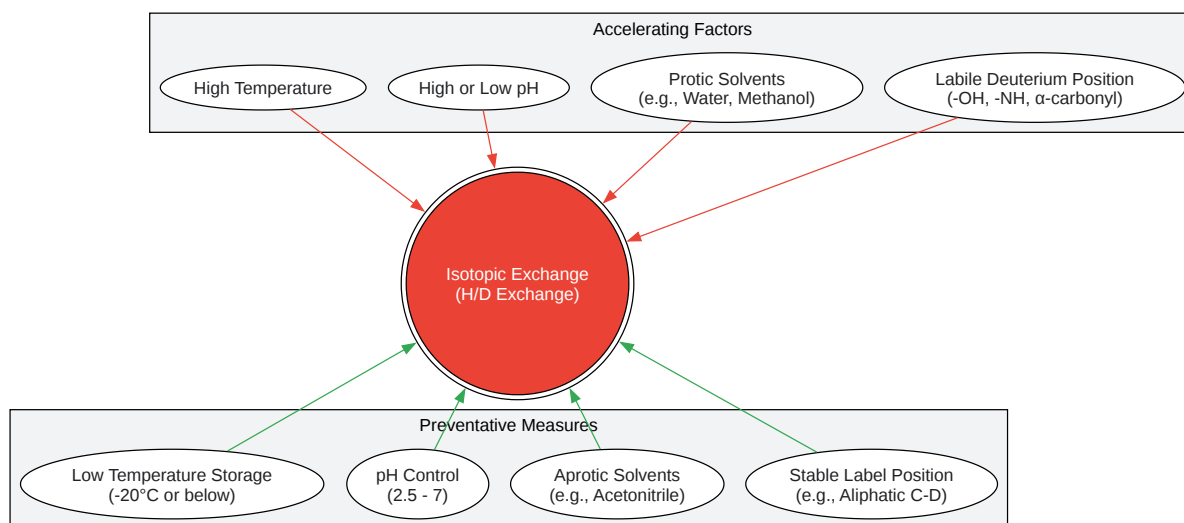 Accelerating Factors
High Temperature
High or Low pH
Protic Solvents
(e.g., Water, Methanol)
Labile Deuterium Position
(-OH, -NH, α-carbonyl)
Isotopic Exchange
(H/D Exchange)
Preventative Measures
Low Temperature Storage
(-20°C or below)
pH Control
(2.5 - 7)
Aprotic Solvents
(e.g., Acetonitrile)
Stable Label Position
(e.g., Aliphatic C-D)